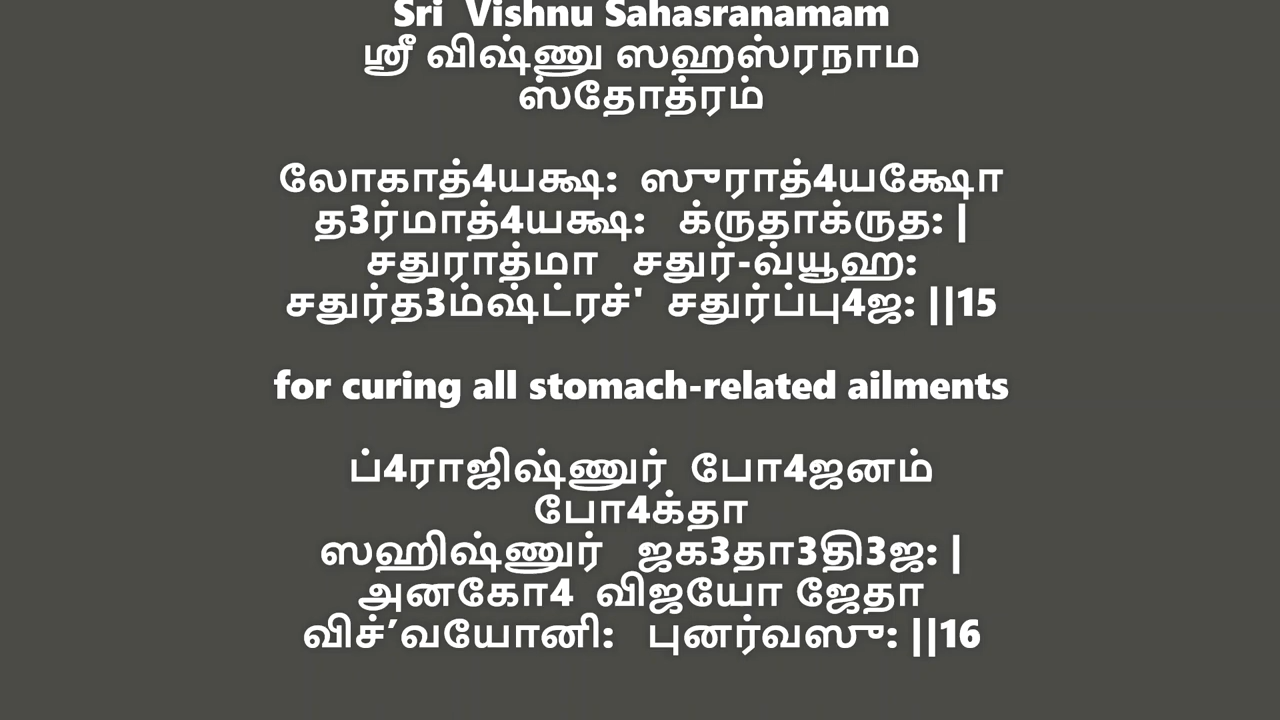 Sri Vishnu Sahasranamam
ஸ்ரீ விஷ்ணு ஸஹஸ்ரநாம
ஸ்தோத்ரம்
லோகாத்4யக்ஷ: ஸுராத்4யக்ஷோ
த3ர்மாத்4யக்ஷ: க்ருதாக்ருத: |
சதுராத்மா சதுர்-வ்யூஹ:
சதுர்த3ம்ஷ்ட்ரச்' சதுர்ப்பு4ஜ: ||15
for curing all stomach-related ailments
ப்4ராஜிஷ்ணுர் போ4ஜனம்
போ4க்தா
ஸஹிஷ்ணுர் ஜக3தா3தி3ஜ: |
அனகோ4 விஜயோ ஜேதா
விச்’வயோனி: புனர்வஸு: ||16